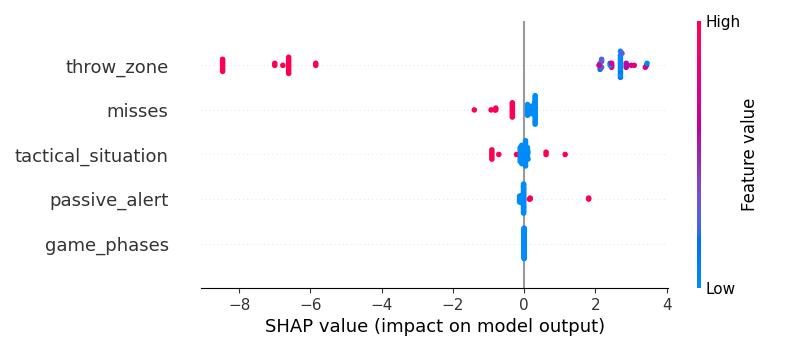 High
throw_zone
misses
tactical_situation
passive_alert
game_phases
Feature value
Low
−8 −6 −4 −2 0 2 4
SHAP value (impact on model output)